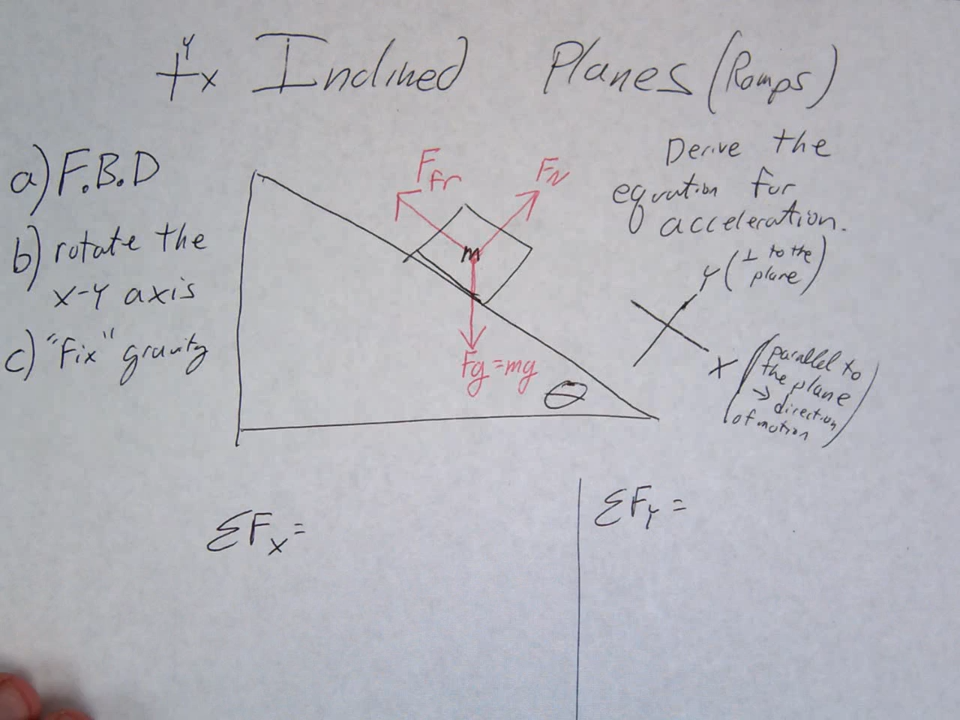 y
x Inclined Planes (Ramps)
a) F.B.D
b) rotate the
x-y axis
c) "Fix" gravity
Derive the
equation for
acceleration.
Ffr
FN
m
Fg=mg
θ
y (⊥ to the
plane)
x (parallel to
the plane
→ direction
of motion)
ΣFx=
ΣFy=